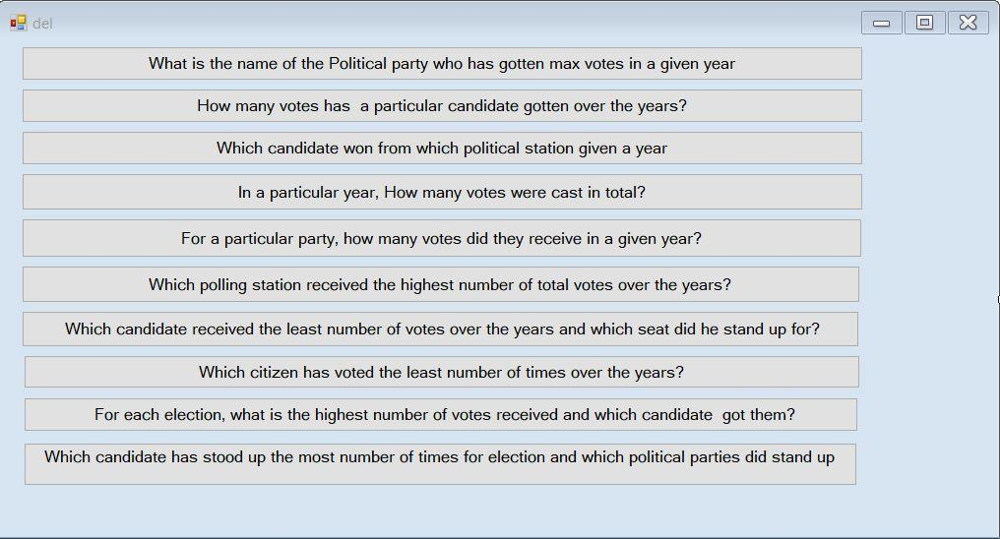 del
What is the name of the Political party who has gotten max votes in a given year
How many votes has  a particular candidate gotten over the years?
Which candidate won from which political station given a year
In a particular year, How many votes were cast in total?
For a particular party, how many votes did they receive in a given year?
Which polling station received the highest number of total votes over the years?
Which candidate received the least number of votes over the years and which seat did he stand up for?
Which citizen has voted the least number of times over the years?
For each election, what is the highest number of votes received and which candidate  got them?
Which candidate has stood up the most number of times for election and which political parties did stand up